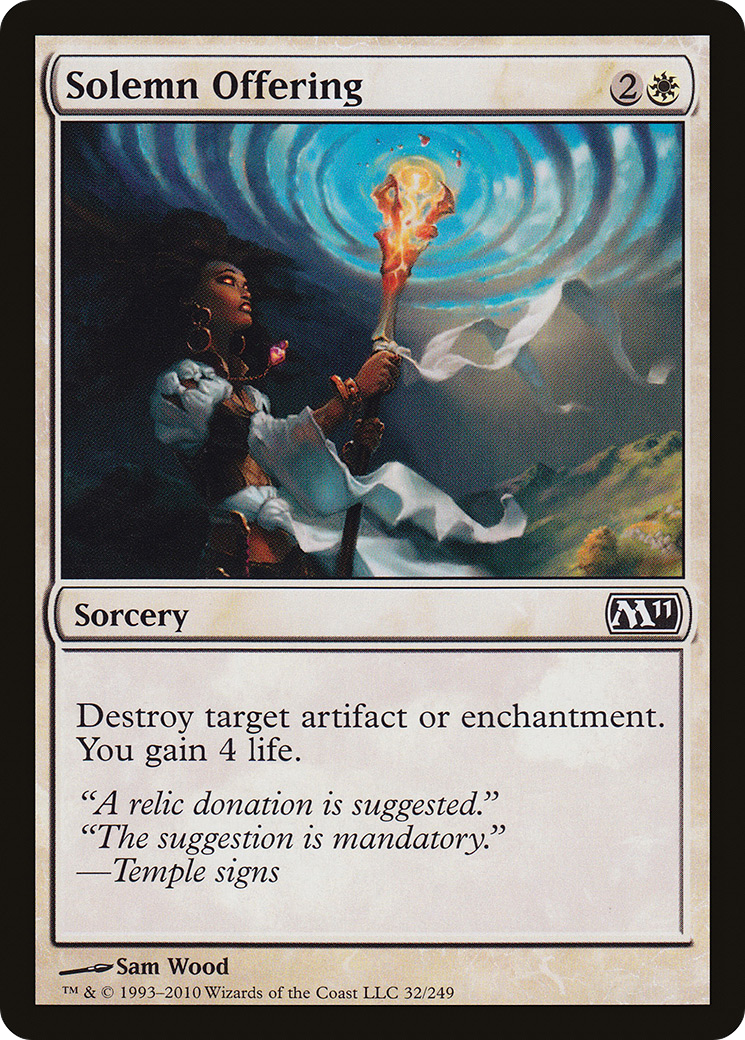 Solemn Offering 2
Sorcery M11
Destroy target artifact or enchantment.
You gain 4 life.
“A relic donation is suggested.”
“The suggestion is mandatory.”
—Temple signs
Sam Wood
™ & © 1993–2010 Wizards of the Coast LLC 32/249